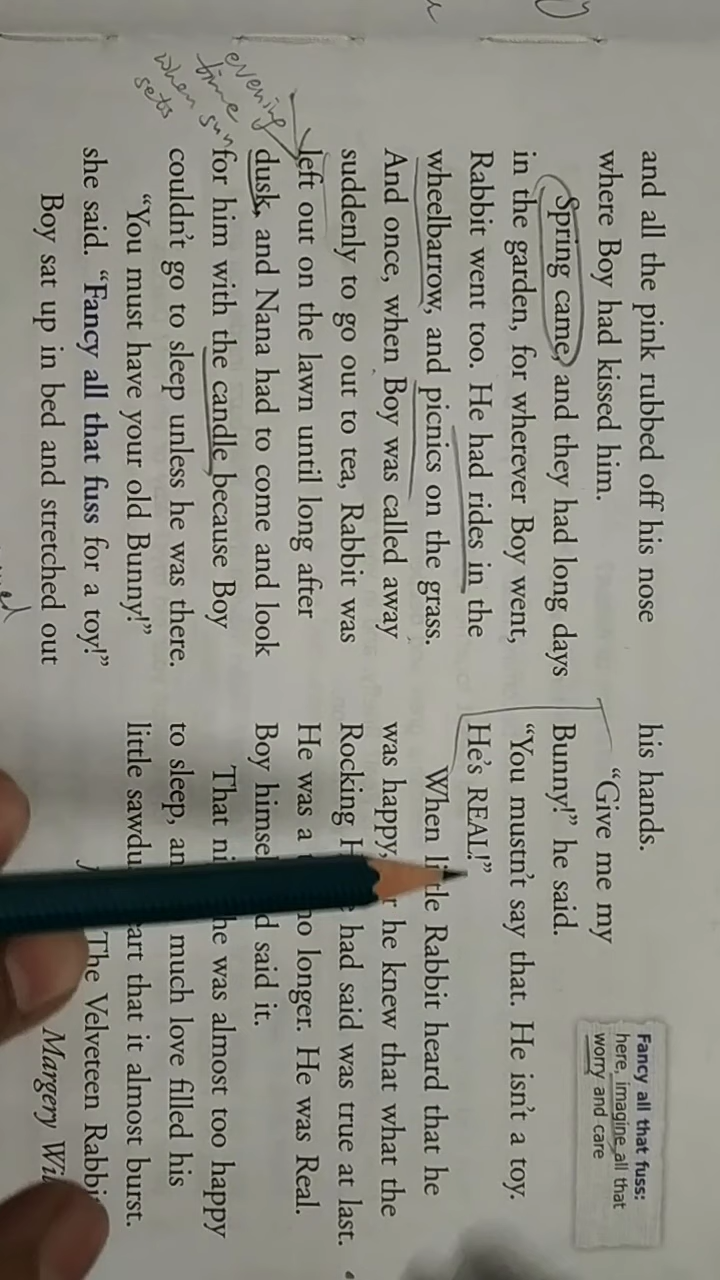 and all the pink rubbed off his nose
where Boy had kissed him.
Spring came, and they had long days
in the garden, for wherever Boy went,
Rabbit went too. He had rides in the
wheelbarrow, and picnics on the grass.
And once, when Boy was called away
suddenly to go out to tea, Rabbit was
left out on the lawn until long after
dusk, and Nana had to come and look
for him with the candle because Boy
couldn't go to sleep unless he was there.
"You must have your old Bunny!"
she said. "Fancy all that fuss for a toy!"
Boy sat up in bed and stretched out
evening
time
when sun
sets
his hands.
"Give me my
Bunny!" he said.
"You mustn't say that. He isn't a toy.
He's REAL!"
When little Rabbit heard that he
was happy, he knew that what the
Rocking had said was true at last.
He was a no longer. He was Real.
Boy said it.
That he was almost too happy
to sleep, much love filled his
little that it almost burst.
The Velveteen
Margery
Fancy all that fuss:
here, imagine all that
worry and care